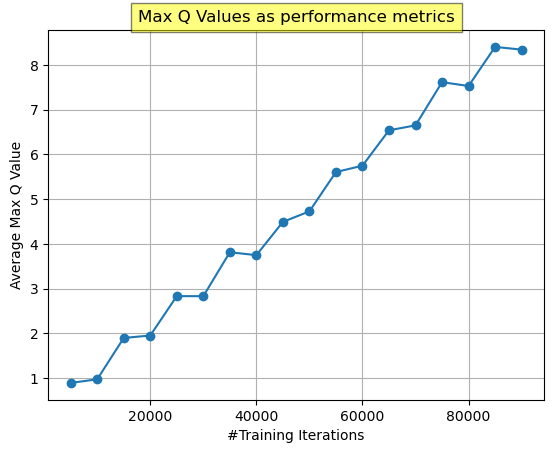 Max Q Values as performance metrics
8
7
6
5
4
3
2
1
Average Max Q Value
20000 40000 60000 80000
#Training Iterations